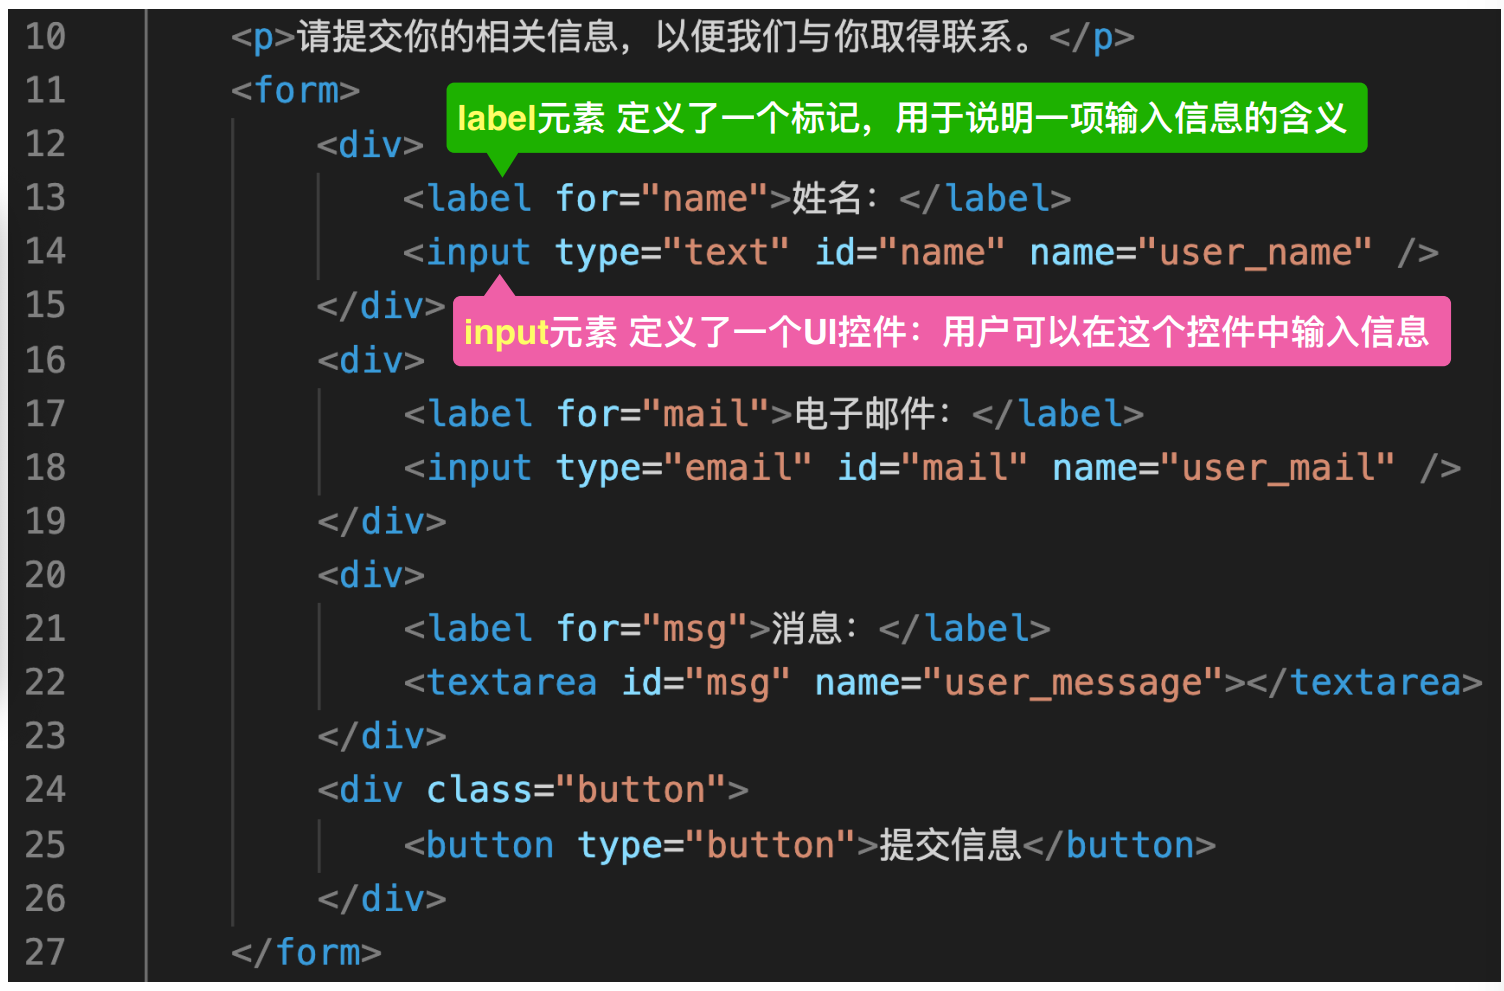 10 <p>请提交你的相关信息，以便我们与你取得联系。</p>
11 <form>
label元素 定义了一个标记，用于说明一项输入信息的含义
12 <div>
13 <label for="name">姓名：</label>
14 <input type="text" id="name" name="user_name" />
15 </div>
input元素 定义了一个UI控件：用户可以在这个控件中输入信息
16 <div>
17 <label for="mail">电子邮件：</label>
18 <input type="email" id="mail" name="user_mail" />
19 </div>
20 <div>
21 <label for="msg">消息：</label>
22 <textarea id="msg" name="user_message"></textarea>
23 </div>
24 <div class="button">
25 <button type="button">提交信息</button>
26 </div>
27 </form>